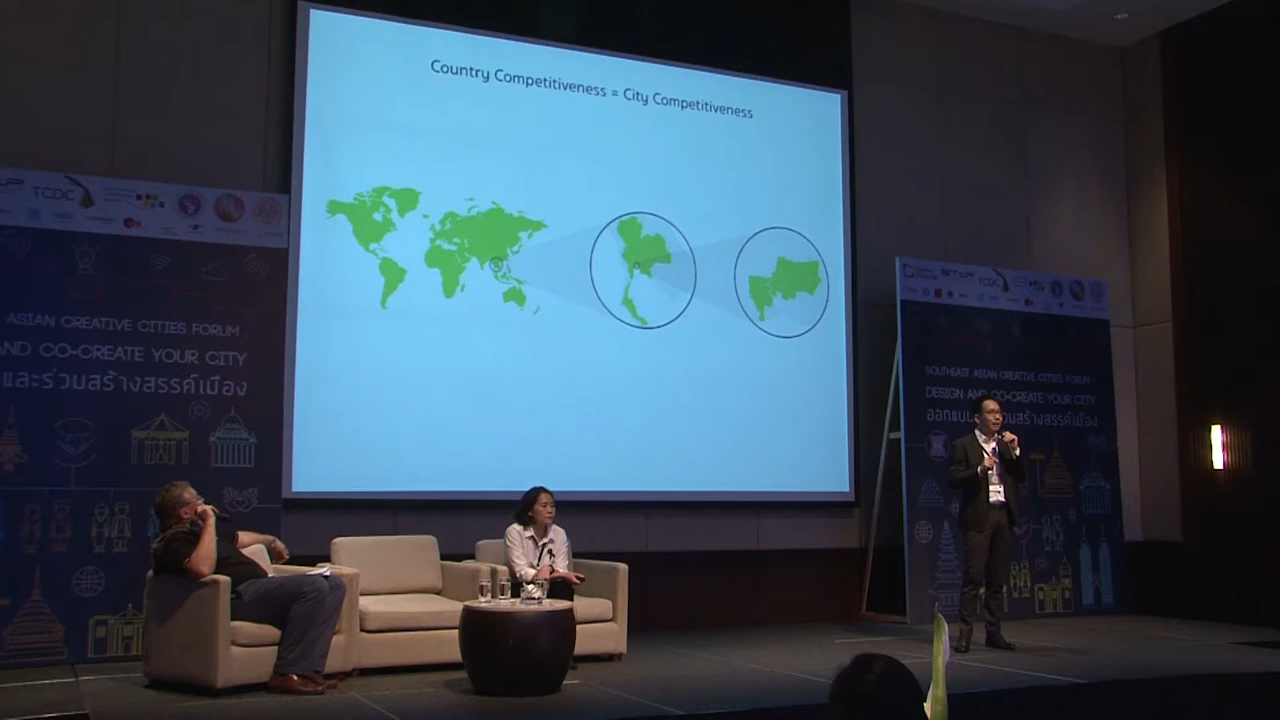 Country Competitiveness = City Competitiveness
TCDC
ASIAN CREATIVE CITIES FORUM :
AND CO-CREATE YOUR CITY
และร่วมสร้างสรรค์เมือง
TCDC
SOUTHEAST ASIAN CREATIVE CITIES FORUM
DESIGN AND CO-CREATE YOUR CITY